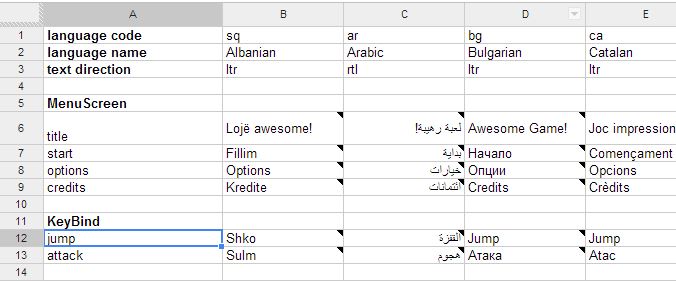 A B C D E
1 language code sq ar bg ca
2 language name Albanian Arabic Bulgarian Catalan
3 text direction ltr rtl ltr ltr
4
5 MenuScreen
6 title Lojë awesome! لعبة رهيبة! Awesome Game! Joc impression
7 start Fillim بداية Начало Començament
8 options Options خيارات Опции Opcions
9 credits Kredite ائتمانات Credits Crèdits
10
11 KeyBind
12 jump Shko القفزة Jump Jump
13 attack Sulm هجوم Атака Atac
14